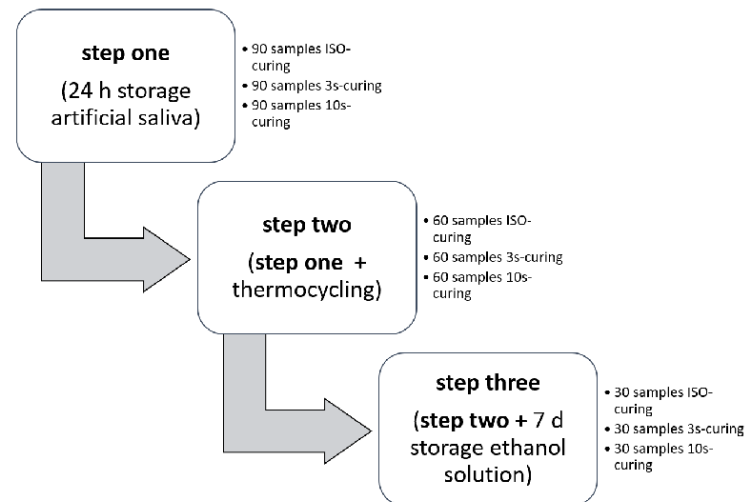 step one
(24 h storage
artificial saliva)
• 90 samples ISO-
curing
• 90 samples 3s-curing
• 90 samples 10s-
curing
step two
(step one +
thermocycling)
• 60 samples ISO-
curing
• 60 samples 3s-curing
• 60 samples 10s-
curing
step three
(step two + 7 d
storage ethanol
solution)
• 30 samples ISO-
curing
• 30 samples 3s-curing
• 30 samples 10s-
curing